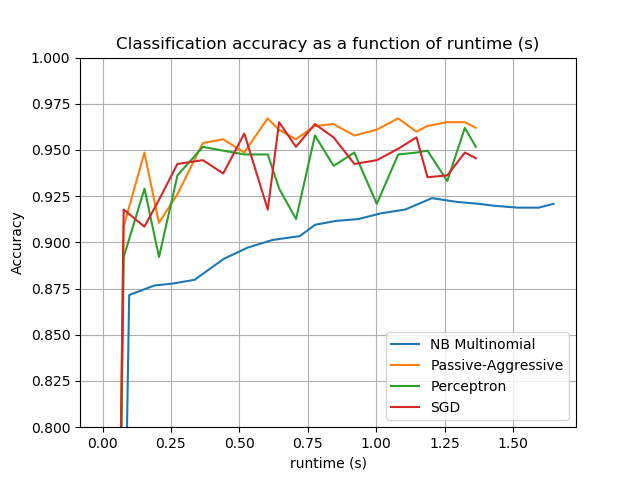 Classification accuracy as a function of runtime (s)
1.000
0.975
0.950
0.925
0.900
0.875
0.850
0.825
0.800
Accuracy
NB Multinomial
Passive-Aggressive
Perceptron
SGD
0.00 0.25 0.50 0.75 1.00 1.25 1.50
runtime (s)